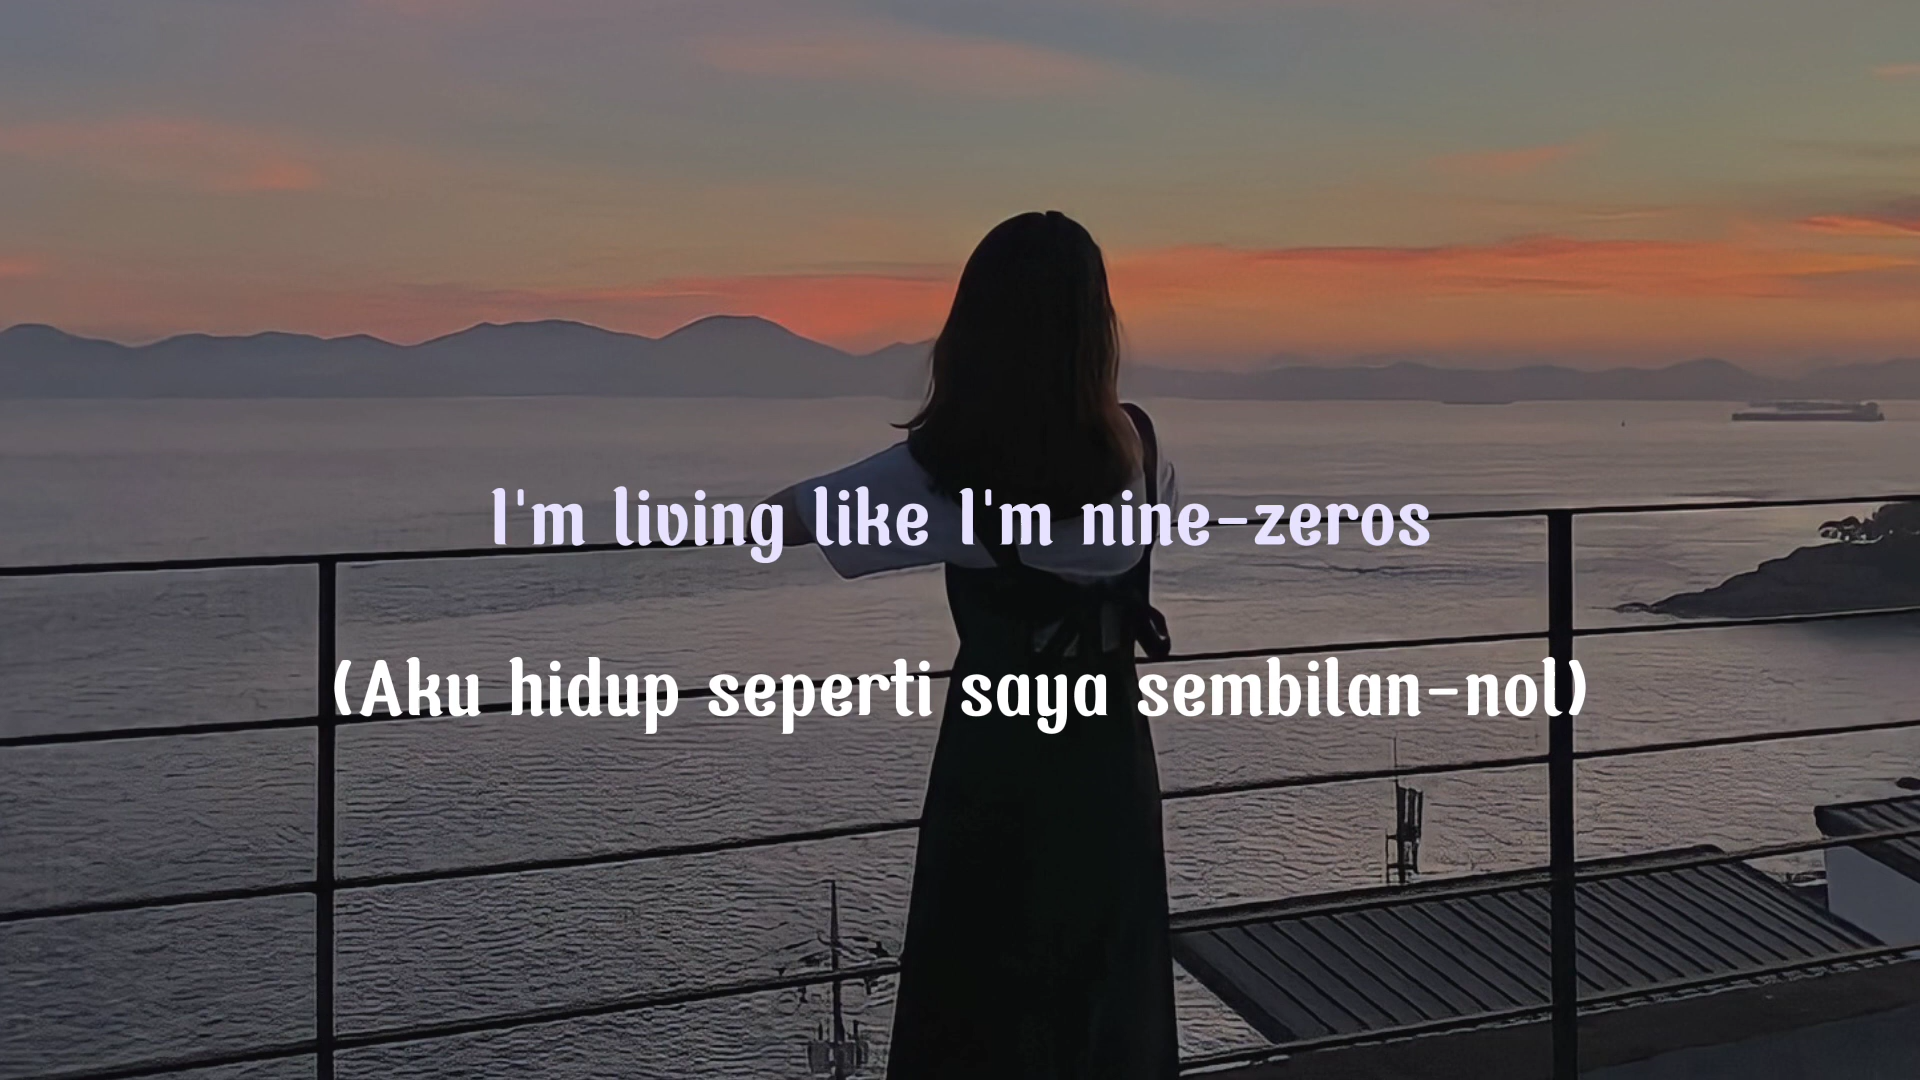 I'm living like I'm nine-zeros
(Aku hidup seperti saya sembilan-nol)